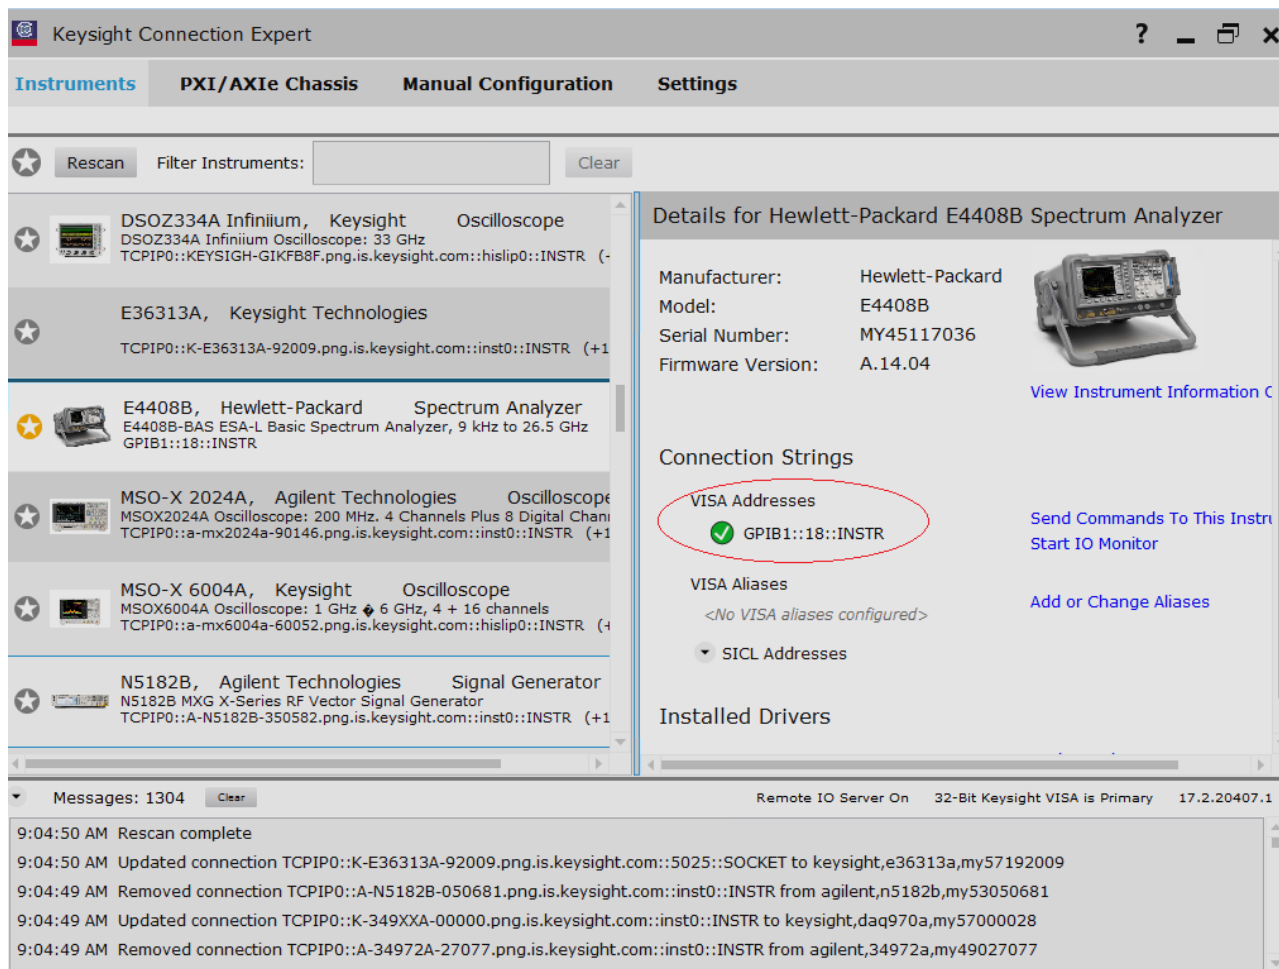 Keysight Connection Expert
?
Instruments PXI/AXIe Chassis Manual Configuration Settings
Rescan Filter Instruments: Clear
DSOZ334A Infiniium, Keysight Oscilloscope
DSOZ334A Infiniium Oscilloscope: 33 GHz
TCPIP0::KEYSIGH-GIKFB8F.png.is.keysight.com::hislip0::INSTR (-
E36313A, Keysight Technologies
TCPIP0::K-E36313A-92009.png.is.keysight.com::inst0::INSTR (+1
E4408B, Hewlett-Packard Spectrum Analyzer
E4408B-BAS ESA-L Basic Spectrum Analyzer, 9 kHz to 26.5 GHz
GPIB1::18::INSTR
MSO-X 2024A, Agilent Technologies Oscilloscope
MSOX2024A Oscilloscope: 200 MHz. 4 Channels Plus 8 Digital Chan
TCPIP0::a-mx2024a-90146.png.is.keysight.com::inst0::INSTR (+1
MSO-X 6004A, Keysight Oscilloscope
MSOX6004A Oscilloscope: 1 GHz � 6 GHz, 4 + 16 channels
TCPIP0::a-mx6004a-60052.png.is.keysight.com::hislip0::INSTR (+
N5182B, Agilent Technologies Signal Generator
N5182B MXG X-Series RF Vector Signal Generator
TCPIP0::A-N5182B-350582.png.is.keysight.com::inst0::INSTR (+1
Details for Hewlett-Packard E4408B Spectrum Analyzer
Manufacturer: Hewlett-Packard
Model: E4408B
Serial Number: MY45117036
Firmware Version: A.14.04
View Instrument Information C
Connection Strings
VISA Addresses
GPIB1::18::INSTR
Send Commands To This Instru
Start IO Monitor
VISA Aliases
<No VISA aliases configured>
Add or Change Aliases
SICL Addresses
Installed Drivers
Messages: 1304 Clear Remote IO Server On 32-Bit Keysight VISA is Primary 17.2.20407.1
9:04:50 AM Rescan complete
9:04:50 AM Updated connection TCPIP0::K-E36313A-92009.png.is.keysight.com::5025::SOCKET to keysight,e36313a,my57192009
9:04:49 AM Removed connection TCPIP0::A-N5182B-050681.png.is.keysight.com::inst0::INSTR from agilent,n5182b,my53050681
9:04:49 AM Updated connection TCPIP0::K-349XXA-00000.png.is.keysight.com::inst0::INSTR to keysight,daq970a,my57000028
9:04:49 AM Removed connection TCPIP0::A-34972A-27077.png.is.keysight.com::inst0::INSTR from agilent,34972a,my49027077